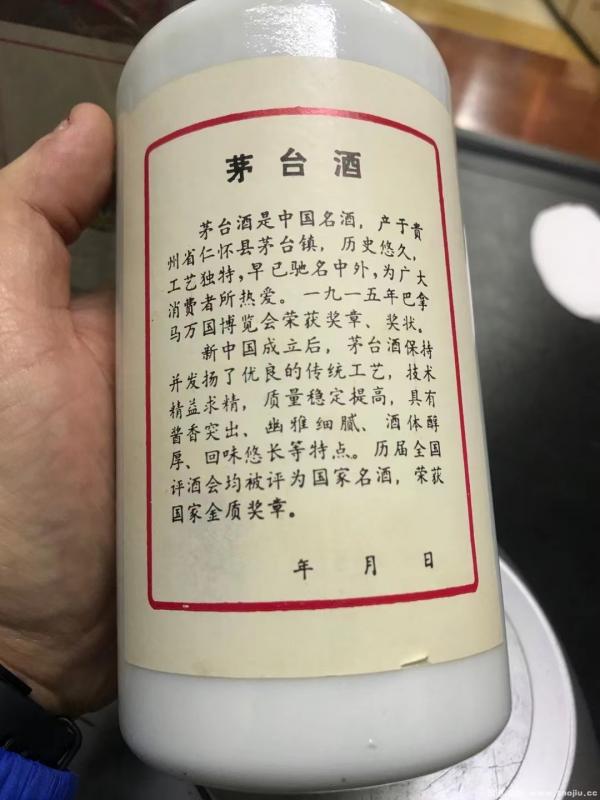 茅台酒
茅台酒是中国名酒，产于贵
州省仁怀县茅台镇，历史悠久，
工艺独特，早已驰名中外，为广大
消费者所热爱。一九一五年巴拿
马万国博览会荣获奖章、奖状。
新中国成立后，茅台酒保持
并发扬了优良的传统工艺，技术
精益求精，质量稳定提高，具有
酱香突出、幽雅细腻、酒体醇
厚、回味悠长等特点。历届全国
评酒会均被评为国家名酒，荣获
国家金质奖章。
年 月 日